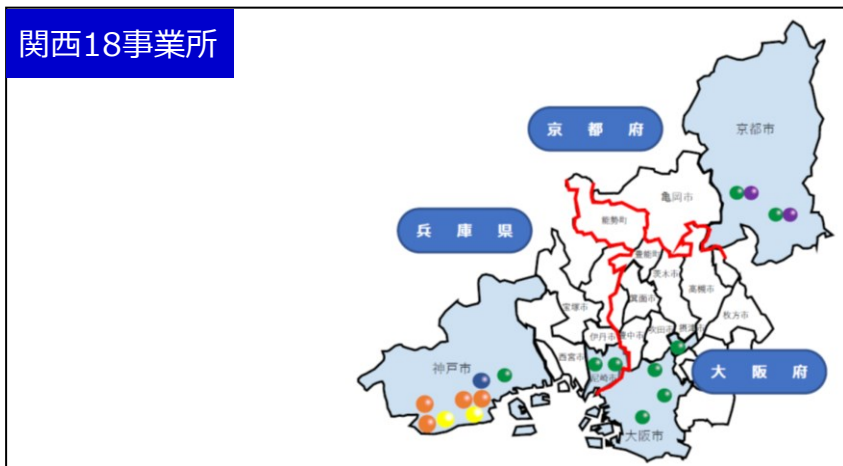 関西18事業所
京都府
京都市
亀岡市
能勢町
兵庫県
豊能町
茨木市
高槻市
箕面市
宝塚市
枚方市
伊丹市
豊中市
吹田市
摂津市
西宮市
神戸市
尼崎市
大阪府
大阪市